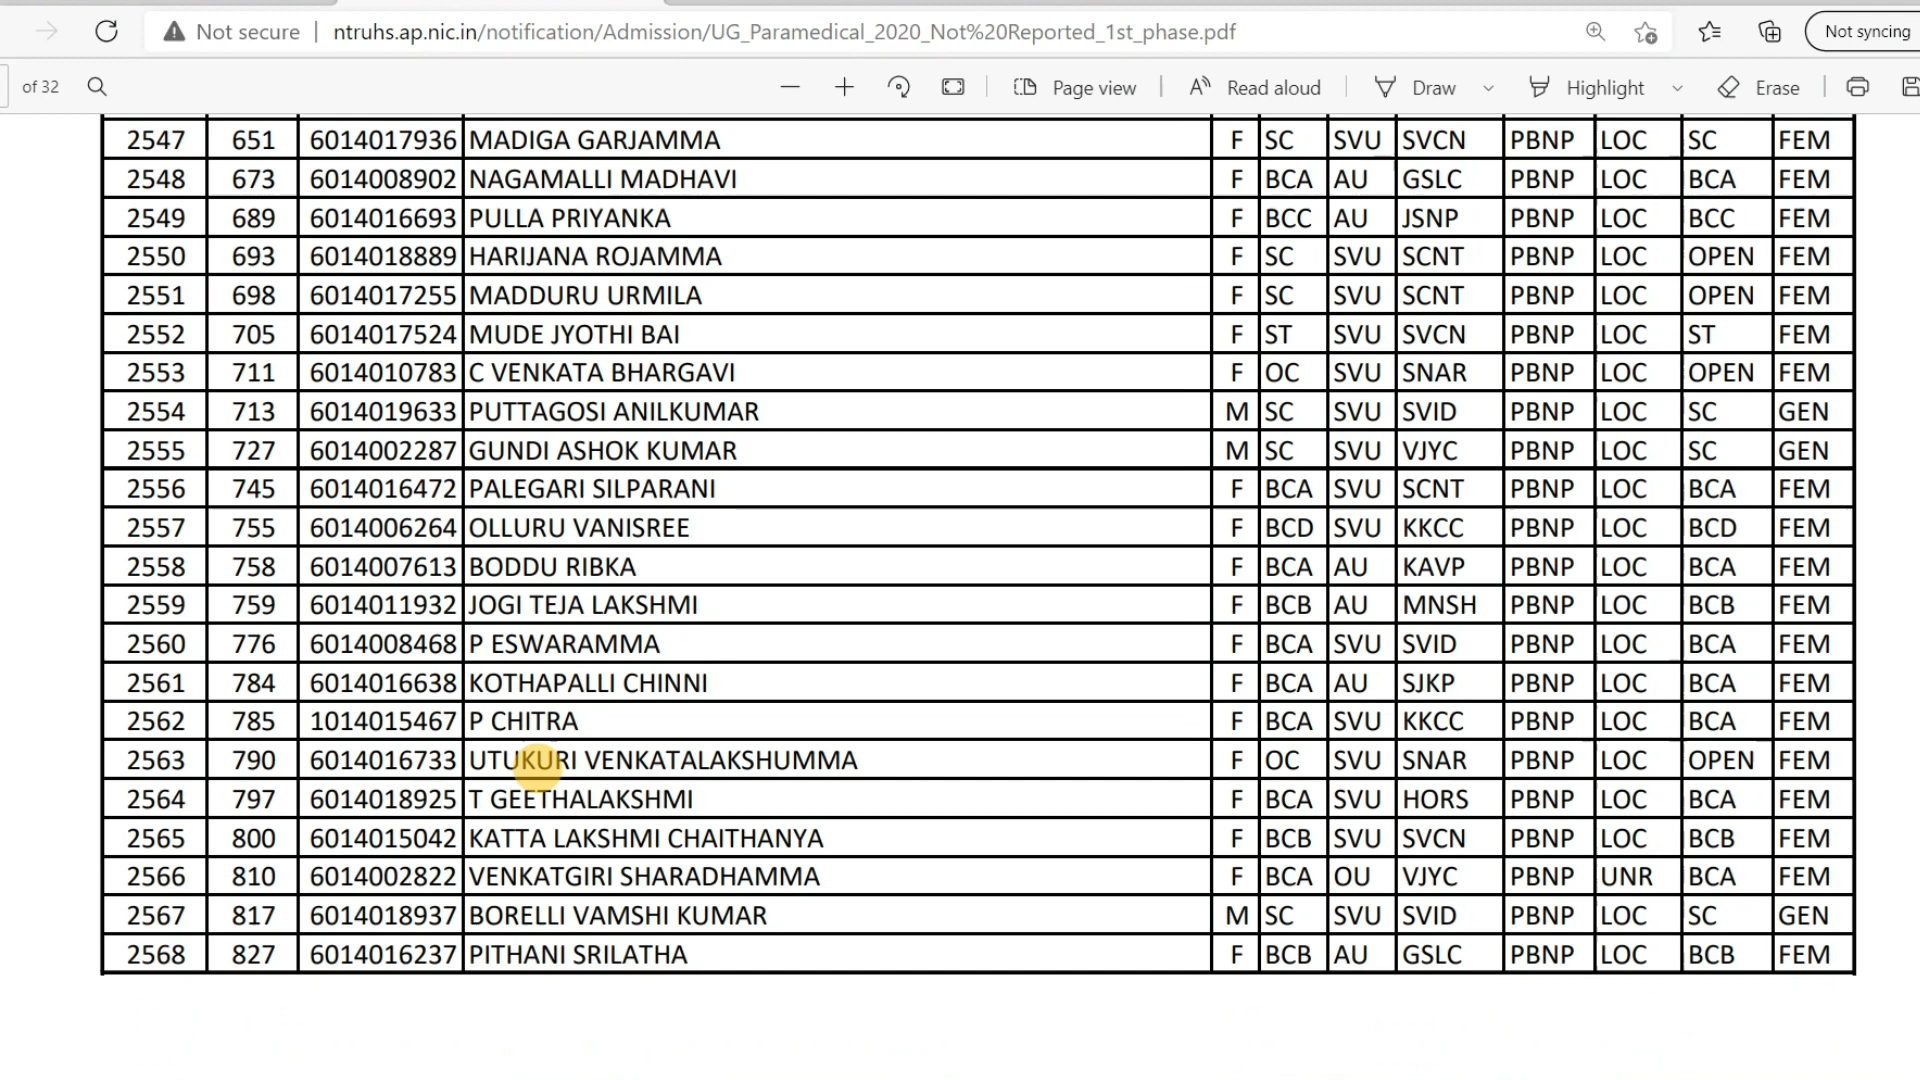 Not secure | ntruhs.ap.nic.in/notification/Admission/UG_Paramedical_2020_Not%20Reported_1st_phase.pdf Not syncing
of 32 Page view Read aloud Draw Highlight Erase
2547 651 6014017936 MADIGA GARJAMMA F SC SVU SVCN PBNP LOC SC FEM
2548 673 6014008902 NAGAMALLI MADHAVI F BCA AU GSLC PBNP LOC BCA FEM
2549 689 6014016693 PULLA PRIYANKA F BCC AU JSNP PBNP LOC BCC FEM
2550 693 6014018889 HARIJANA ROJAMMA F SC SVU SCNT PBNP LOC OPEN FEM
2551 698 6014017255 MADDURU URMILA F SC SVU SCNT PBNP LOC OPEN FEM
2552 705 6014017524 MUDE JYOTHI BAI F ST SVU SVCN PBNP LOC ST FEM
2553 711 6014010783 C VENKATA BHARGAVI F OC SVU SNAR PBNP LOC OPEN FEM
2554 713 6014019633 PUTTAGOSI ANILKUMAR M SC SVU SVID PBNP LOC SC GEN
2555 727 6014002287 GUNDI ASHOK KUMAR M SC SVU VJYC PBNP LOC SC GEN
2556 745 6014016472 PALEGARI SILPARANI F BCA SVU SCNT PBNP LOC BCA FEM
2557 755 6014006264 OLLURU VANISREE F BCD SVU KKCC PBNP LOC BCD FEM
2558 758 6014007613 BODDU RIBKA F BCA AU KAVP PBNP LOC BCA FEM
2559 759 6014011932 JOGI TEJA LAKSHMI F BCB AU MNSH PBNP LOC BCB FEM
2560 776 6014008468 P ESWARAMMA F BCA SVU SVID PBNP LOC BCA FEM
2561 784 6014016638 KOTHAPALLI CHINNI F BCA AU SJKP PBNP LOC BCA FEM
2562 785 1014015467 P CHITRA F BCA SVU KKCC PBNP LOC BCA FEM
2563 790 6014016733 UTUKURI VENKATALAKSHUMMA F OC SVU SNAR PBNP LOC OPEN FEM
2564 797 6014018925 T GEETHALAKSHMI F BCA SVU HORS PBNP LOC BCA FEM
2565 800 6014015042 KATTA LAKSHMI CHAITHANYA F BCB SVU SVCN PBNP LOC BCB FEM
2566 810 6014002822 VENKATGIRI SHARADHAMMA F BCA OU VJYC PBNP UNR BCA FEM
2567 817 6014018937 BORELLI VAMSHI KUMAR M SC SVU SVID PBNP LOC SC GEN
2568 827 6014016237 PITHANI SRILATHA F BCB AU GSLC PBNP LOC BCB FEM